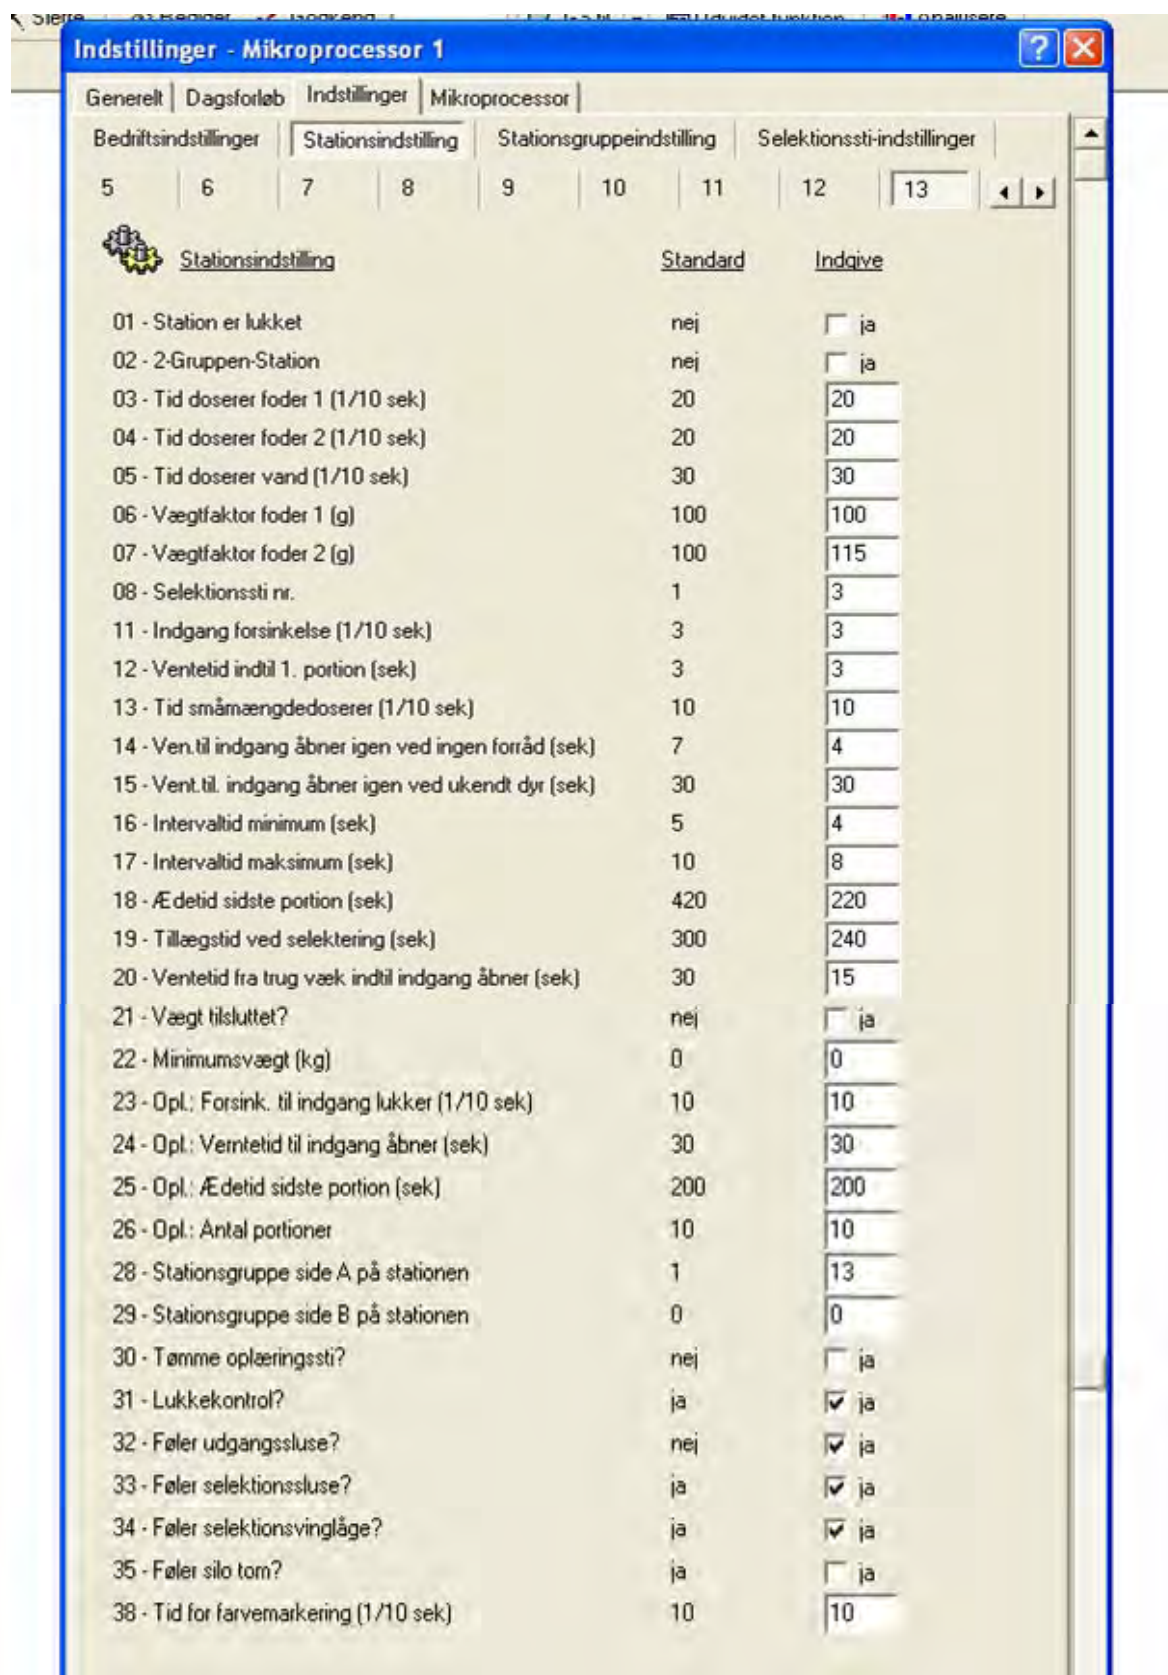 Slette Rediger Godkend Udvidet funktion Analysere
Indstillinger - Mikroprocessor 1
Generelt Dagsforløb Indstillinger Mikroprocessor
Bedriftsindstillinger Stationsindstilling Stationsgruppeindstilling Selektionssti-indstillinger
5 6 7 8 9 10 11 12 13
Stationsindstilling Standard Indgive
01 - Station er lukket nej ja
02 - 2-Gruppen-Station nej ja
03 - Tid doserer foder 1 (1/10 sek) 20 20
04 - Tid doserer foder 2 (1/10 sek) 20 20
05 - Tid doserer vand (1/10 sek) 30 30
06 - Vægtfaktor foder 1 (g) 100 100
07 - Vægtfaktor foder 2 (g) 100 115
08 - Selektionssti nr. 1 3
11 - Indgang forsinkelse (1/10 sek) 3 3
12 - Ventetid indtil 1. portion (sek) 3 3
13 - Tid småmængdedoserer (1/10 sek) 10 10
14 - Ven.til indgang åbner igen ved ingen forråd (sek) 7 4
15 - Vent.til. indgang åbner igen ved ukendt dyr (sek) 30 30
16 - Intervaltid minimum (sek) 5 4
17 - Intervaltid maksimum (sek) 10 8
18 - Ædetid sidste portion (sek) 420 220
19 - Tillægstid ved selektering (sek) 300 240
20 - Ventetid fra trug væk indtil indgang åbner (sek) 30 15
21 - Vægt tilsluttet? nej ja
22 - Minimumsvægt (kg) 0 0
23 - Opl.: Forsink. til indgang lukker (1/10 sek) 10 10
24 - Opl.: Verntetid til indgang åbner (sek) 30 30
25 - Opl.: Ædetid sidste portion (sek) 200 200
26 - Opl.: Antal portioner 10 10
28 - Stationsgruppe side A på stationen 1 13
29 - Stationsgruppe side B på stationen 0 0
30 - Tømme oplæringssti? nej ja
31 - Lukkekontrol? ja ja
32 - Føler udgangssluse? nej ja
33 - Føler selektionssluse? ja ja
34 - Føler selektionsvinglåge? ja ja
35 - Føler silo tom? ja ja
38 - Tid for farvemarkering (1/10 sek) 10 10